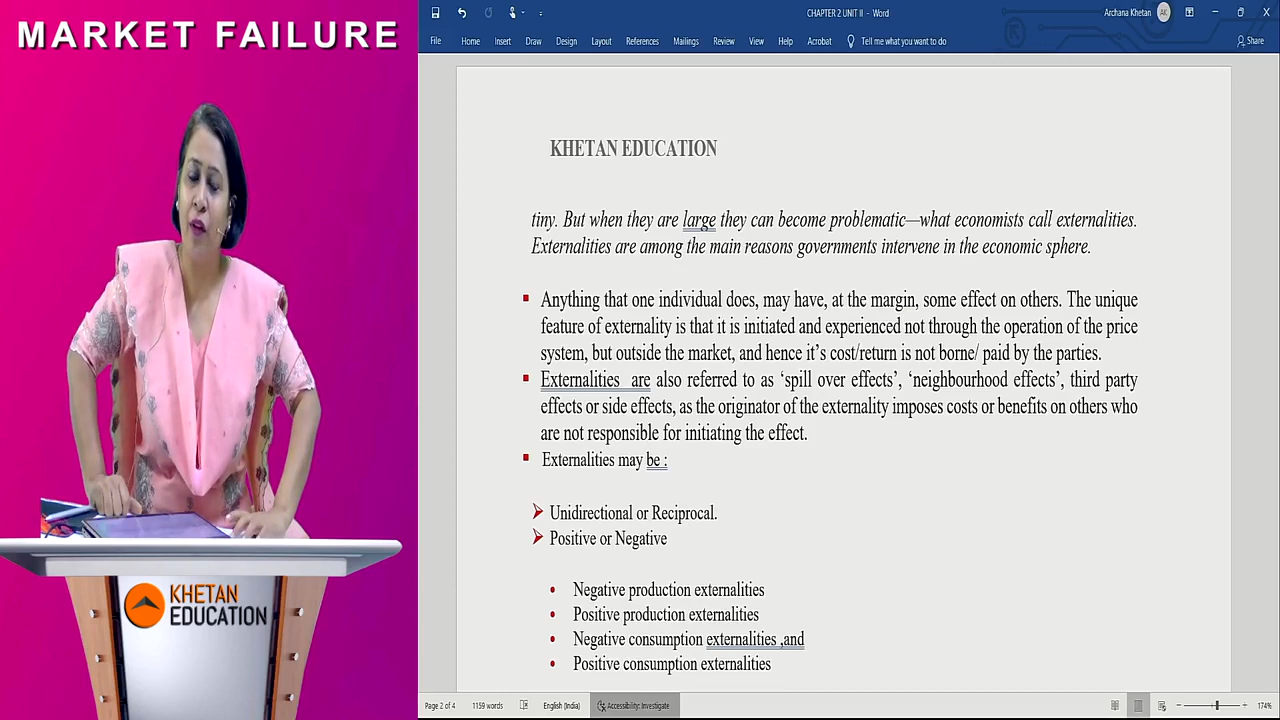 MARKET FAILURE
CHAPTER 2 UNIT II - Word
Archana Khetan
AK
File Home Insert Draw Design Layout References Mailings Review View Help Acrobat Tell me what you want to do
Share
KHETAN EDUCATION
tiny. But when they are large they can become problematic—what economists call externalities.
Externalities are among the main reasons governments intervene in the economic sphere.
Anything that one individual does, may have, at the margin, some effect on others. The unique
feature of externality is that it is initiated and experienced not through the operation of the price
system, but outside the market, and hence it's cost/return is not borne/ paid by the parties.
Externalities are also referred to as ‘spill over effects’, ‘neighbourhood effects’, third party
effects or side effects, as the originator of the externality imposes costs or benefits on others who
are not responsible for initiating the effect.
Externalities may be :
Unidirectional or Reciprocal.
Positive or Negative
Negative production externalities
Positive production externalities
Negative consumption externalities ,and
Positive consumption externalities
KHETAN
EDUCATION
Page 2 of 4 1159 words English (India) Accessibility: Investigate
174%